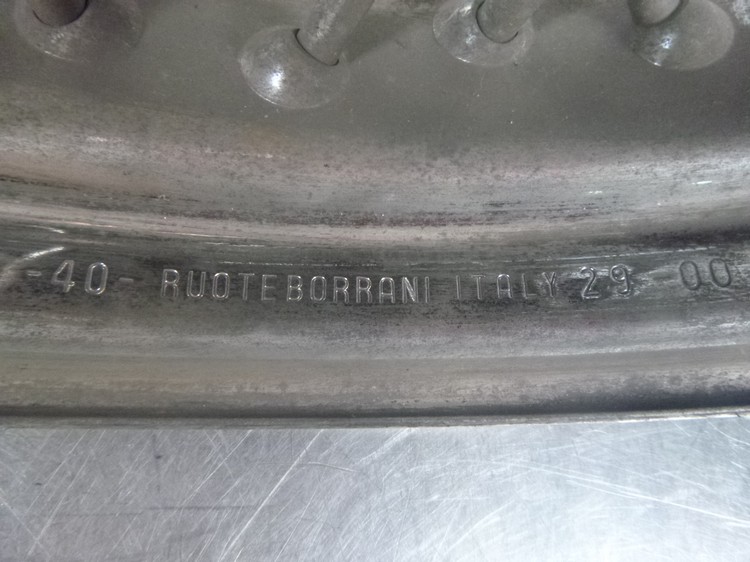 -40- RUOTEBORRANI ITALY 29 00